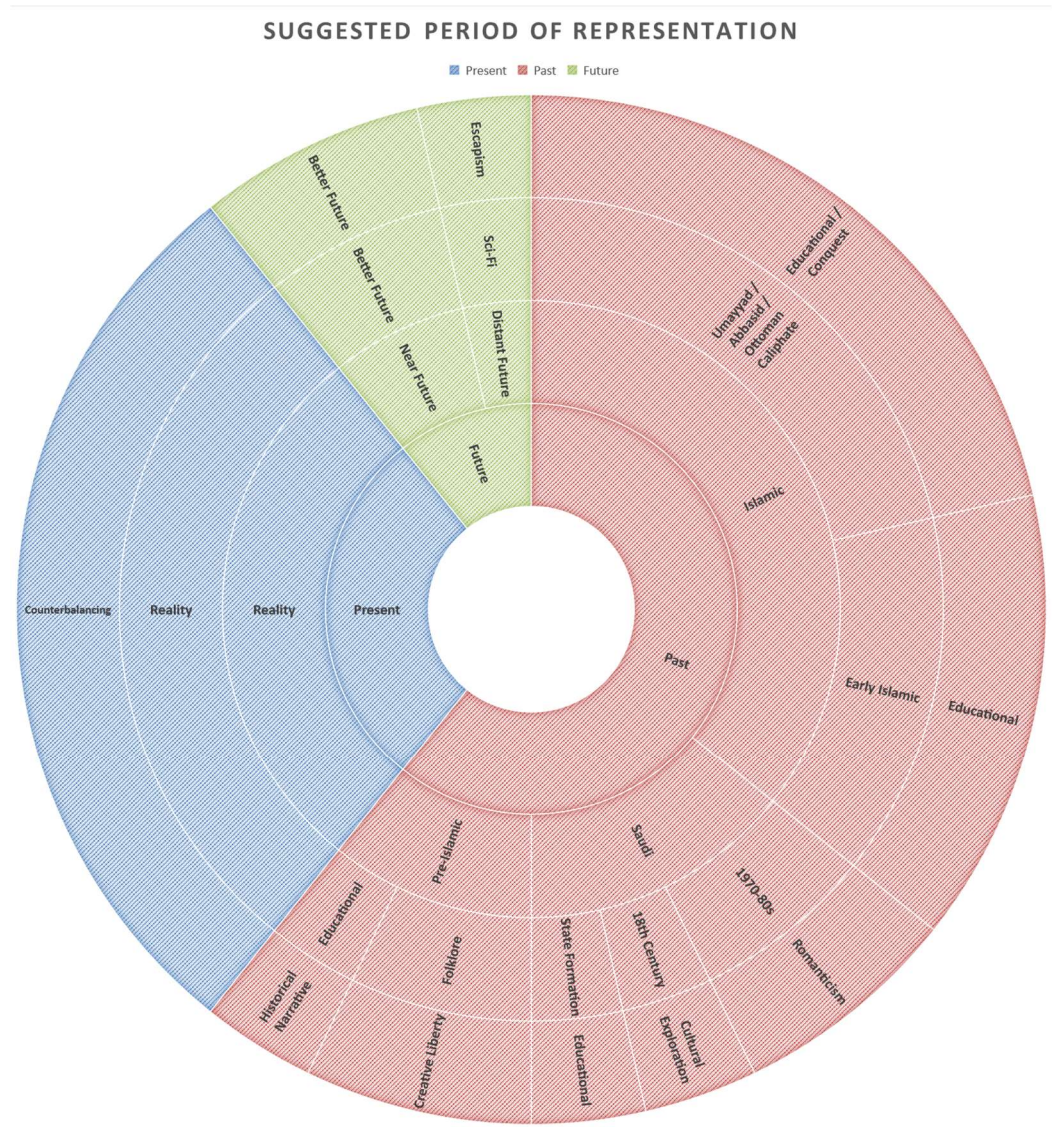 SUGGESTED PERIOD OF REPRESENTATION
Present
Past
Future
Escapism
Better Future
Sci-Fi
Better Future
Distant Future
Near Future
Future
Educational /
Conquest
Umayyad /
Abbasid /
Ottoman
Caliphate
Islamic
Past
Early Islamic
Educational
Counterbalancing
Reality
Reality
Present
Pre-Islamic
Saudi
Educational
Folklore
State Formation
18th Century
1970-80s
Historical
Narrative
Creative Liberty
Educational
Cultural
Exploration
Romanticism